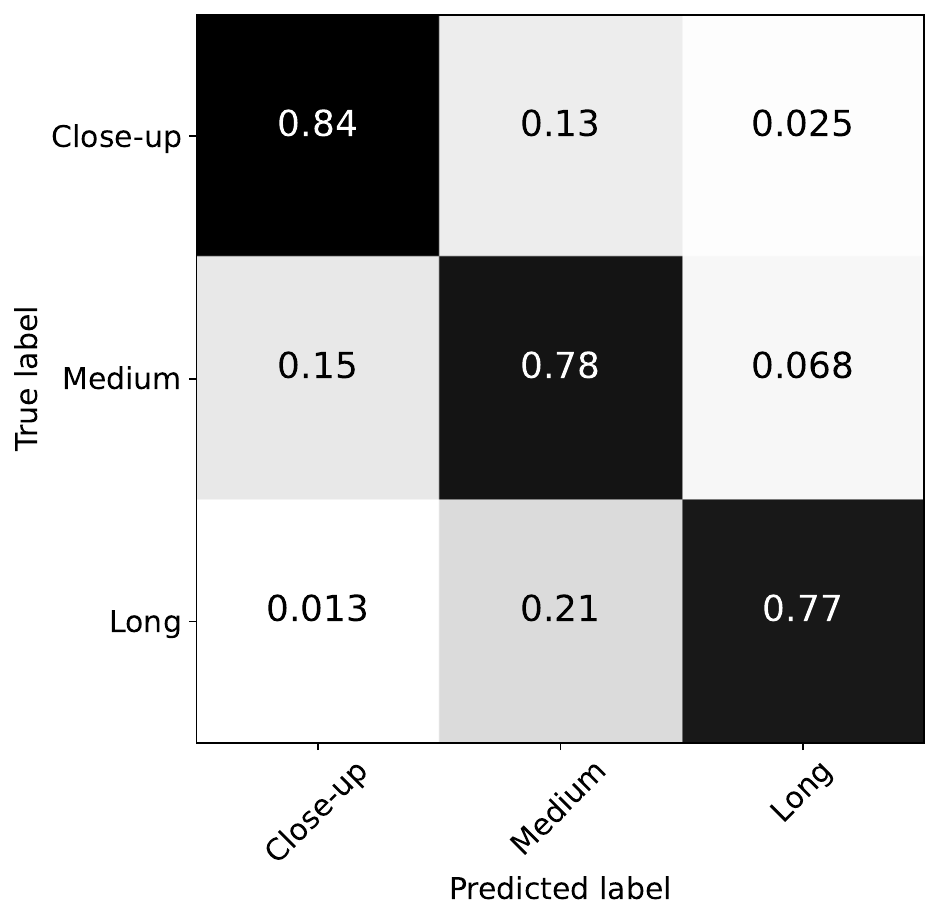 Close-up 0.84 0.13 0.025
Medium 0.15 0.78 0.068
Long 0.013 0.21 0.77
True label
Close-up Medium Long
Predicted label